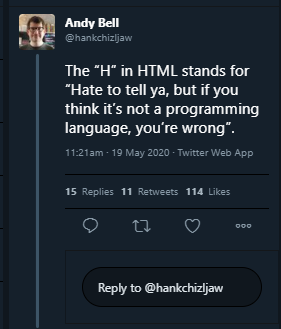 Andy Bell
@hankchizljaw
The “H” in HTML stands for
“Hate to tell ya, but if you
think it’s not a programming
language, you’re wrong”.
11:21am · 19 May 2020 · Twitter Web App
15 Replies 11 Retweets 114 Likes
Reply to @hankchizljaw